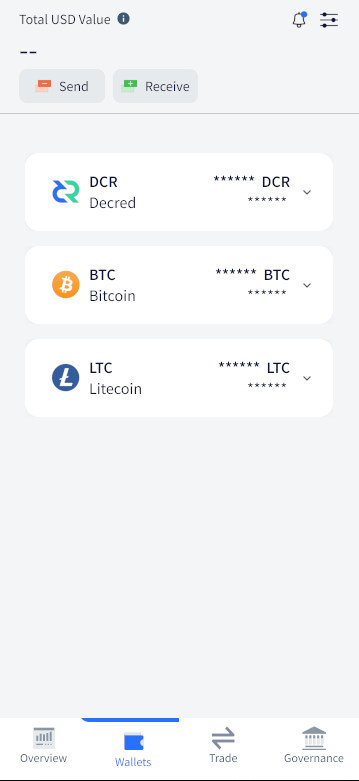 Total USD Value
--
Send
Receive
DCR
****** DCR
Decred
******
BTC
****** BTC
Bitcoin
******
LTC
****** LTC
Litecoin
******
Overview
Wallets
Trade
Governance